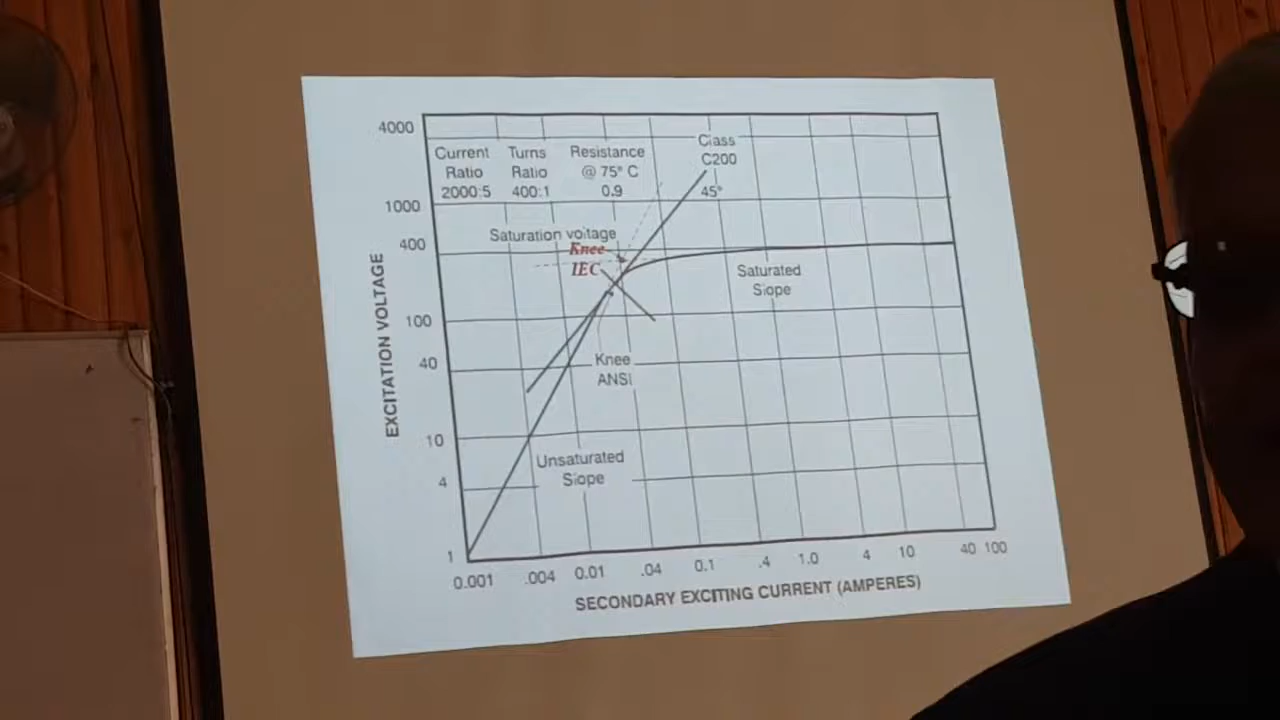 4000
1000
400
100
40
10
4
1
EXCITATION VOLTAGE
Current Ratio 2000:5
Turns Ratio 400:1
Resistance @ 75° C 0.9
Class
C200
45°
Saturation voltage
Knee
IEC
Saturated
Slope
Knee
ANSI
Unsaturated
Slope
0.001 .004 0.01 .04 0.1 .4 1.0 4 10 40 100
SECONDARY EXCITING CURRENT (AMPERES)